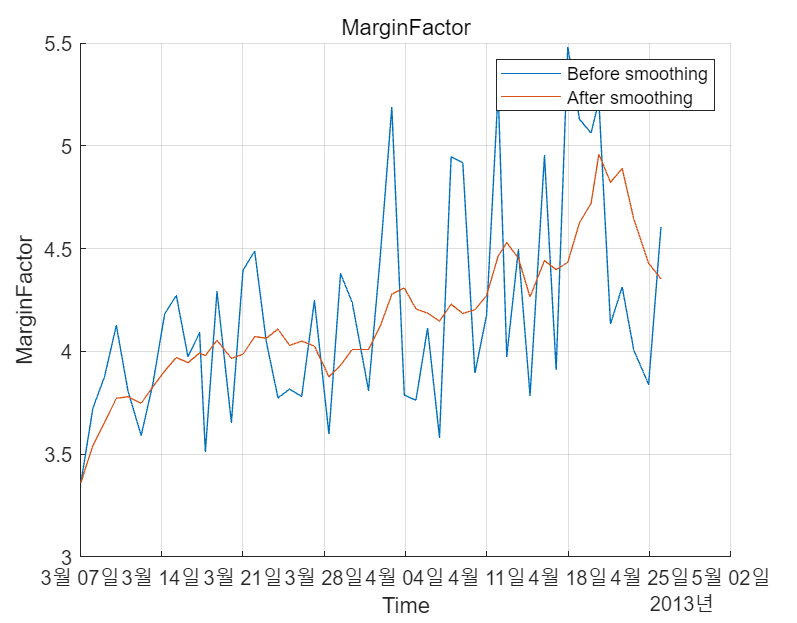 MarginFactor
5.5
5
4.5
4
3.5
3
MarginFactor
Before smoothing
After smoothing
3월 07일 3월 14일 3월 21일 3월 28일 4월 04일 4월 11일 4월 18일 4월 25일 5월 02일
Time
2013년